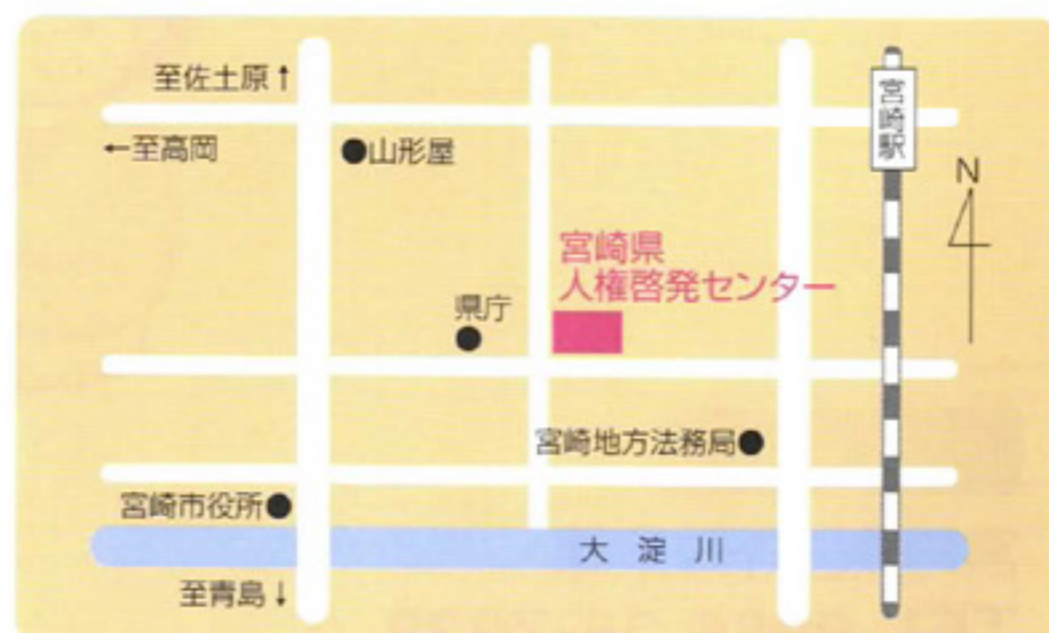 至佐土原↑
←至高岡
●山形屋
宮崎駅
N
宮崎県
人権啓発センター
県庁
宮崎地方法務局●
宮崎市役所●
大淀川
至青島↓